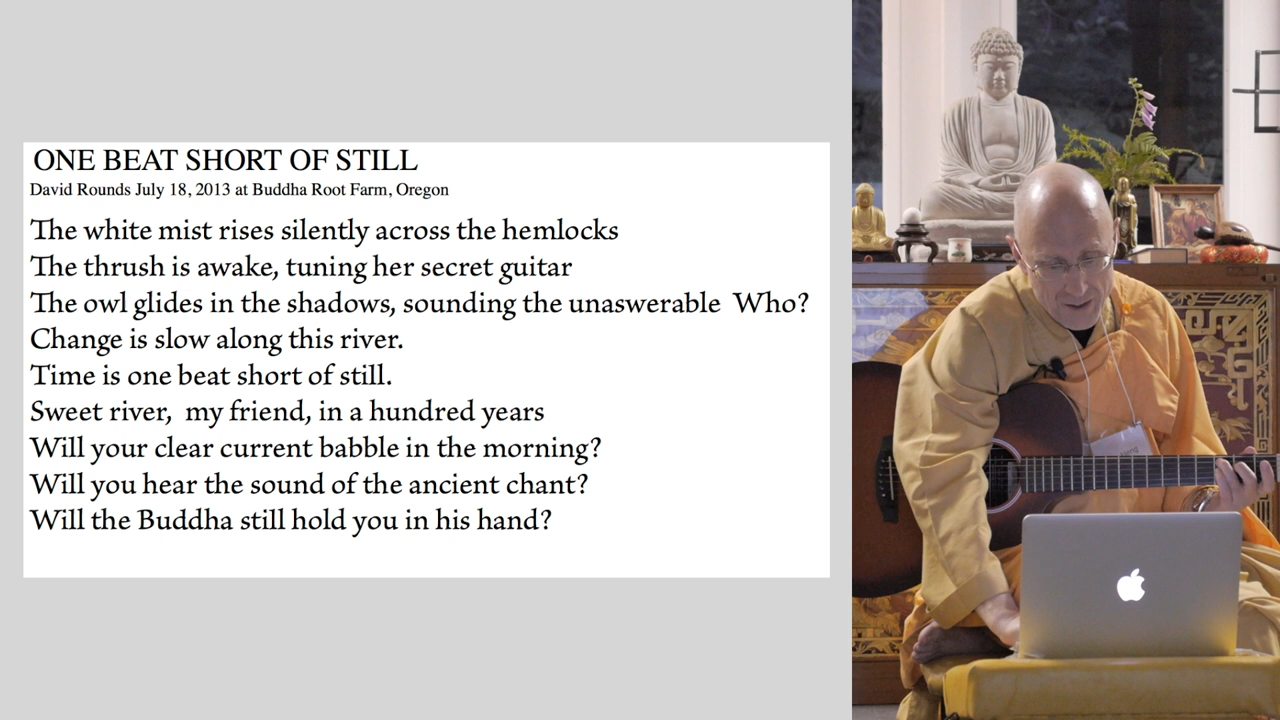 ONE BEAT SHORT OF STILL
David Rounds July 18, 2013 at Buddha Root Farm, Oregon
The white mist rises silently across the hemlocks
The thrush is awake, tuning her secret guitar
The owl glides in the shadows, sounding the unaswerable Who?
Change is slow along this river.
Time is one beat short of still.
Sweet river, my friend, in a hundred years
Will your clear current babble in the morning?
Will you hear the sound of the ancient chant?
Will the Buddha still hold you in his hand?